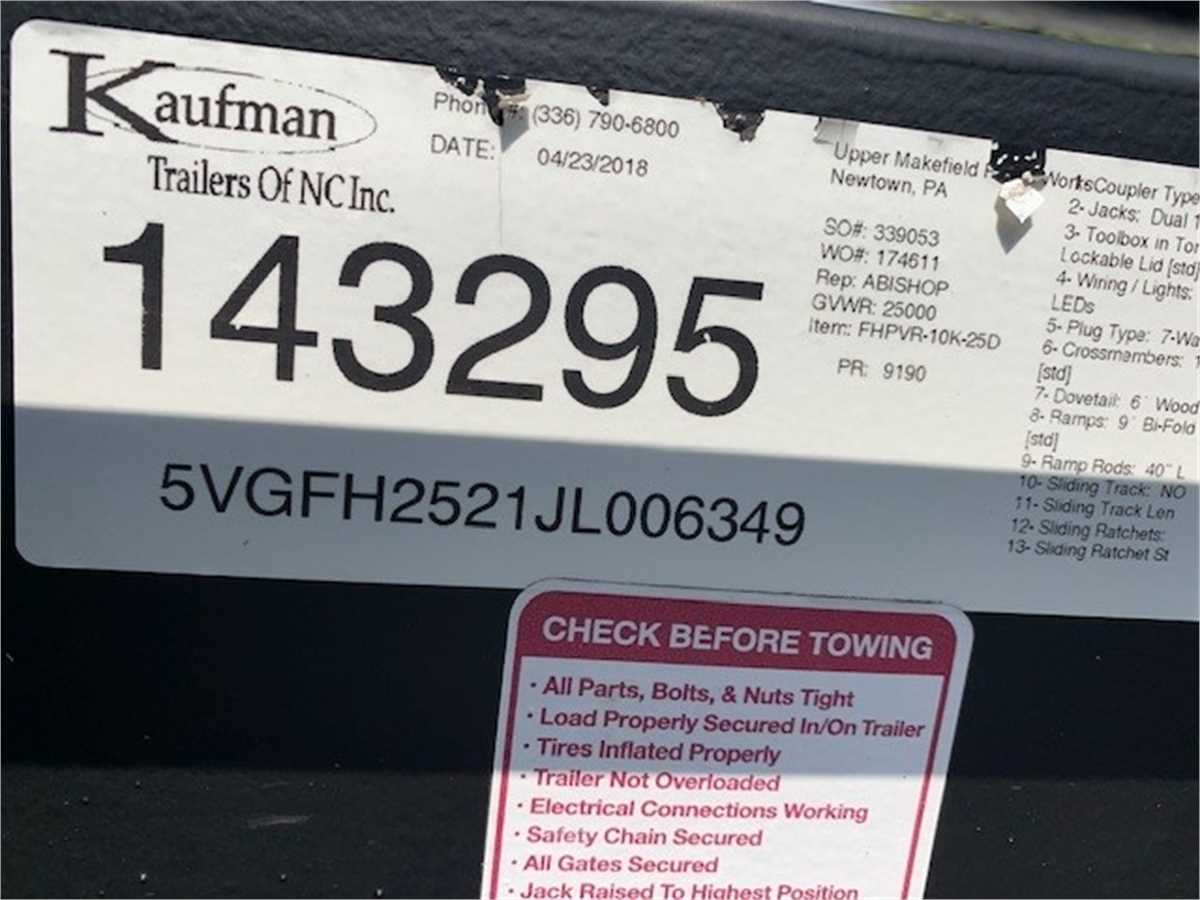 Kaufman
Trailers Of NC Inc.
Phone #: (336) 790-6800
DATE: 04/23/2018
143295
5VGFH2521JL006349
Upper Makefield Works
Newtown, PA
SO#: 339053
WO#: 174611
Rep: ABISHOP
GVWR: 25000
Item: FHPVR-10K-25D
PR: 9190
Coupler Type
2- Jacks: Dual 1
3- Toolbox in
Lockable Lid [std]
4- Wiring / Lights:
LEDs
5- Plug Type: 7-Wa
6- Crossmembers: 1
[std]
7- Dovetail: 6' Wood
8- Ramps: 9' Bi-Fold
[std]
9- Ramp Rods: 40" L
10- Sliding Track: NO
11- Sliding Track Len
12- Sliding Ratchets:
13- Sliding Ratchet St
CHECK BEFORE TOWING
· All Parts, Bolts, & Nuts Tight
· Load Properly Secured In/On Trailer
· Tires Inflated Properly
· Trailer Not Overloaded
· Electrical Connections Working
· Safety Chain Secured
· All Gates Secured
· Jack Raised To Highest Position